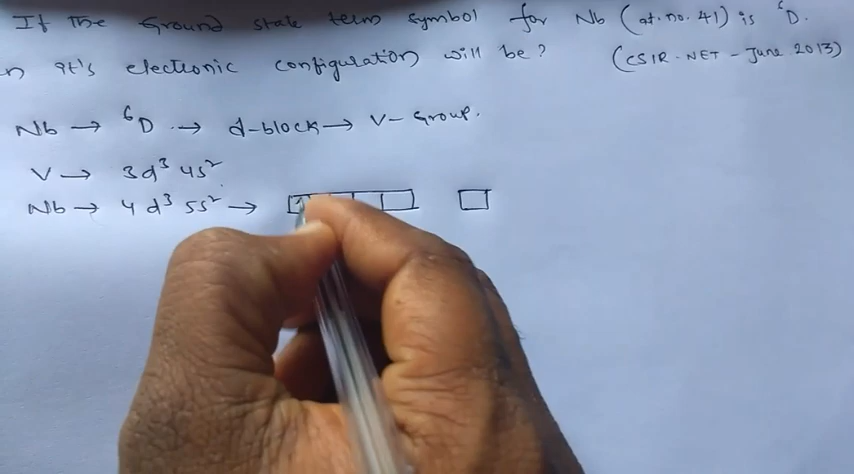 If the Ground state term symbol for Nb (at. no. 41) is ⁶D.
n it's electronic configuration will be? (CSIR-NET-June 2013)
Nb → ⁶D → d-block → V-Group.
V → 3d³ 4s²
Nb → 4d³ 5s² →